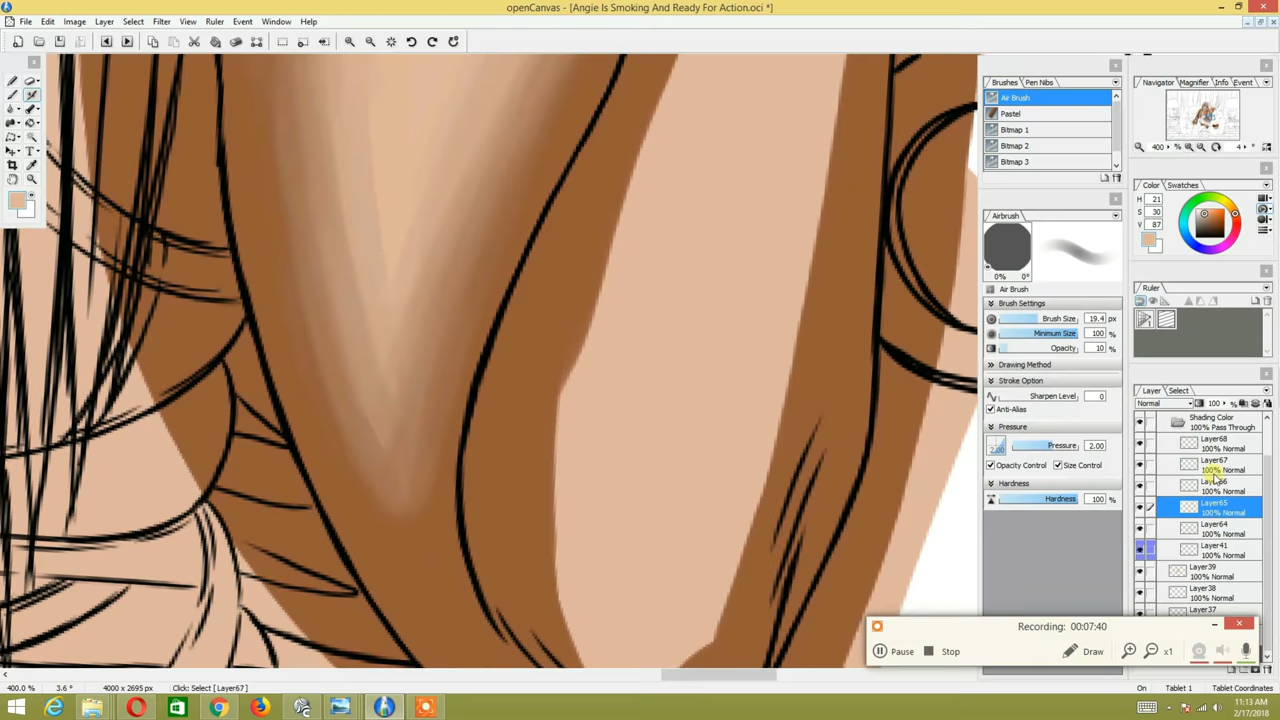 openCanvas - [Angie Is Smoking And Ready For Action.oci *]
File Edit Image Layer Select Filter View Ruler Event Window Help
Brushes Pen Nibs
Air Brush
Pastel
Bitmap 1
Bitmap 2
Bitmap 3
Airbrush
0% 0°
Air Brush
Brush Settings
Brush Size 19.4 px
Minimum Size 100 %
Opacity 10 %
Drawing Method
Stroke Option
Sharpen Level 0
Anti-Alias
Pressure
2.00
Pressure 2.00
Opacity Control Size Control
Hardness
Hardness 100 %
Navigator Magnifier Info Event
400 % 4 °
Color Swatches
H 21
S 30
V 87
Ruler
Layer Select
Normal 100 %
Shading Color
100% Pass Through
Layer68
100% Normal
Layer67
100% Normal
Layer66
100% Normal
Layer65
100% Normal
Layer64
100% Normal
Layer41
100% Normal
Layer39
100% Normal
Layer38
100% Normal
Layer37
Recording: 00:07:40
Pause Stop Draw x1
400.0 % 3.6 ° 4000 x 2695 px Click: Select [ Layer67 ] On Tablet 1 Tablet Coordinates
11:13 AM
2/17/2018